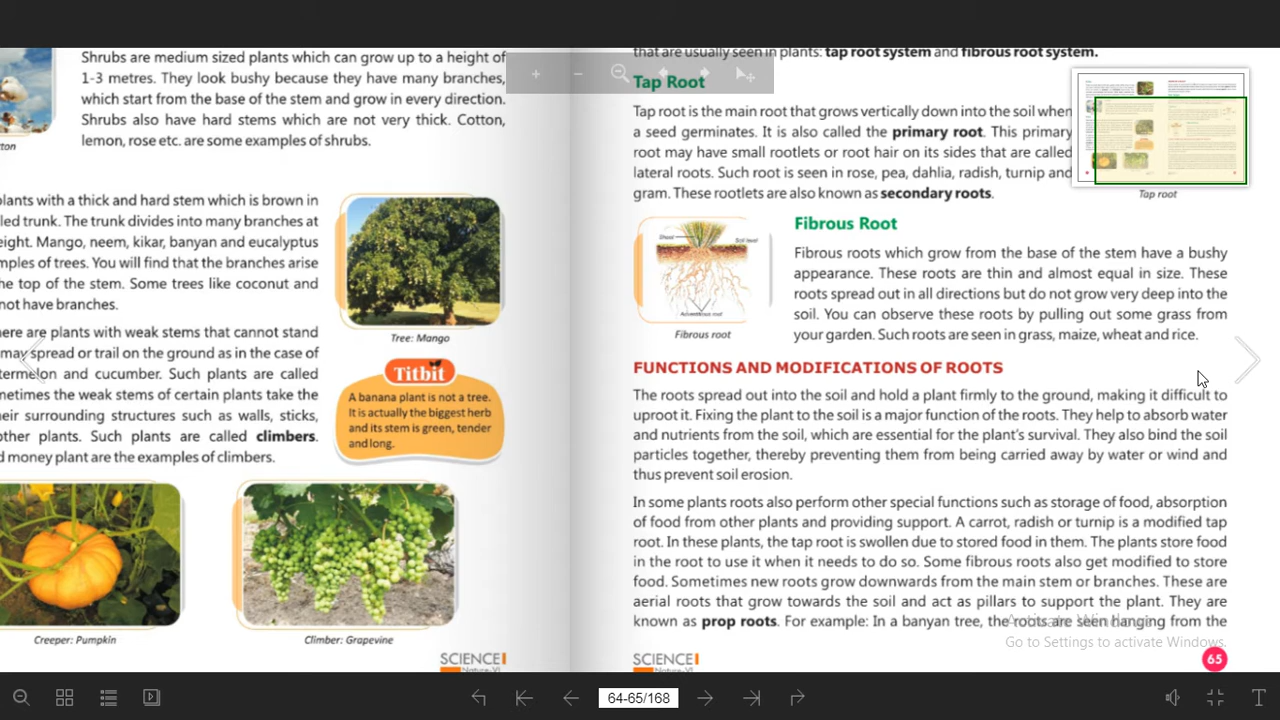 Shrubs are medium sized plants which can grow up to a height of
1-3 metres. They look bushy because they have many branches,
which start from the base of the stem and grow in every direction.
Shrubs also have hard stems which are not very thick. Cotton,
lemon, rose etc. are some examples of shrubs.
plants with a thick and hard stem which is brown in
led trunk. The trunk divides into many branches at
eight. Mango, neem, kikar, banyan and eucalyptus
mples of trees. You will find that the branches arise
he top of the stem. Some trees like coconut and
not have branches.
Tree: Mango
here are plants with weak stems that cannot stand
may spread or trail on the ground as in the case of
termelon and cucumber. Such plants are called
metimes the weak stems of certain plants take the
heir surrounding structures such as walls, sticks,
other plants. Such plants are called climbers.
d money plant are the examples of climbers.
Titbit
A banana plant is not a tree.
It is actually the biggest herb
and its stem is green, tender
and long.
Creeper: Pumpkin
Climber: Grapevine
SCIENCE
that are usually seen in plants: tap root system and fibrous root system.
Tap Root
Tap root is the main root that grows vertically down into the soil when
a seed germinates. It is also called the primary root. This primary
root may have small rootlets or root hair on its sides that are called
lateral roots. Such root is seen in rose, pea, dahlia, radish, turnip and
gram. These rootlets are also known as secondary roots.
Tap root
Shoot
Soil level
Adventitious root
Fibrous root
Fibrous Root
Fibrous roots which grow from the base of the stem have a bushy
appearance. These roots are thin and almost equal in size. These
roots spread out in all directions but do not grow very deep into the
soil. You can observe these roots by pulling out some grass from
your garden. Such roots are seen in grass, maize, wheat and rice.
FUNCTIONS AND MODIFICATIONS OF ROOTS
The roots spread out into the soil and hold a plant firmly to the ground, making it difficult to
uproot it. Fixing the plant to the soil is a major function of the roots. They help to absorb water
and nutrients from the soil, which are essential for the plant's survival. They also bind the soil
particles together, thereby preventing them from being carried away by water or wind and
thus prevent soil erosion.
In some plants roots also perform other special functions such as storage of food, absorption
of food from other plants and providing support. A carrot, radish or turnip is a modified tap
root. In these plants, the tap root is swollen due to stored food in them. The plants store food
in the root to use it when it needs to do so. Some fibrous roots also get modified to store
food. Sometimes new roots grow downwards from the main stem or branches. These are
aerial roots that grow towards the soil and act as pillars to support the plant. They are
known as prop roots. For example: In a banyan tree, the roots are seen hanging from the
Activate Windows
Go to Settings to activate Windows.
SCIENCE
65
64-65/168